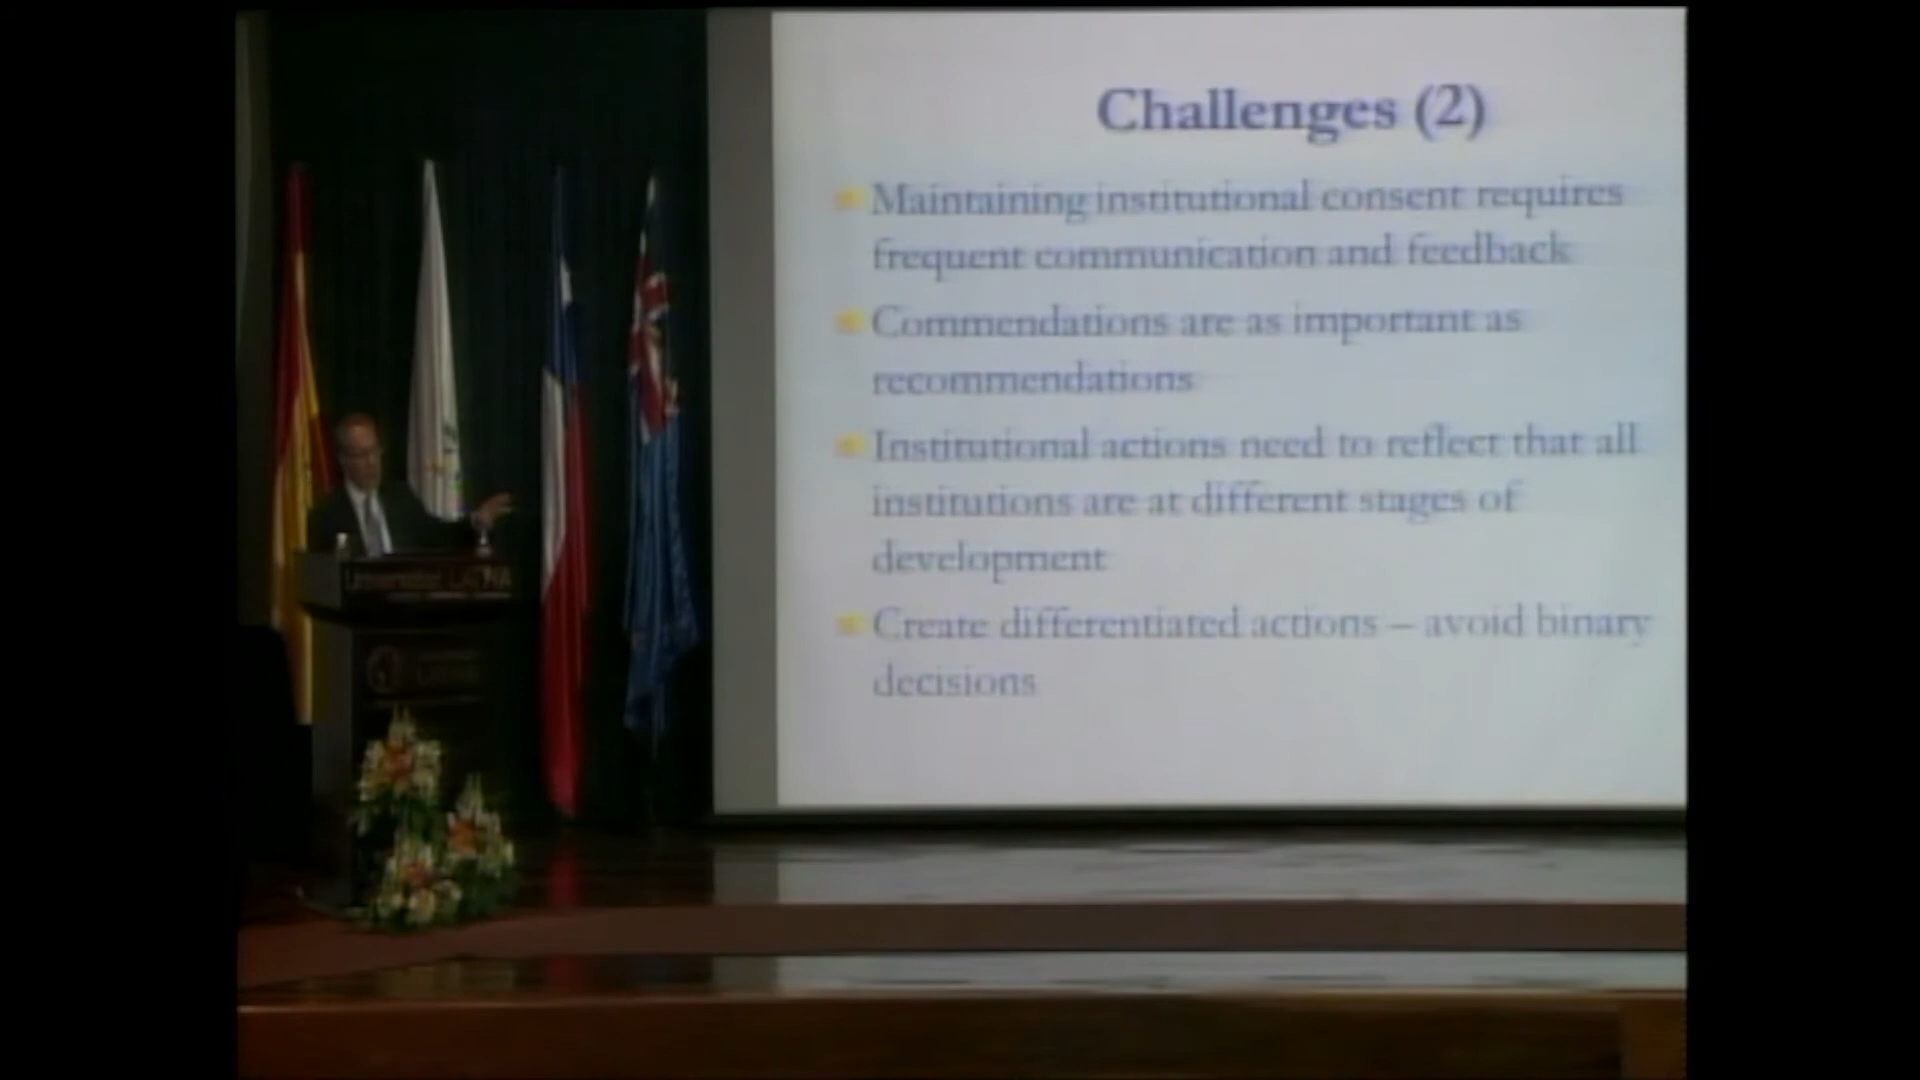 Challenges (2)
Maintaining institutional consent requires
frequent communication and feedback
Commendations are as important as
recommendations
Institutional actions need to reflect that all
institutions are at different stages of
development
Create differentiated actions – avoid binary
decisions